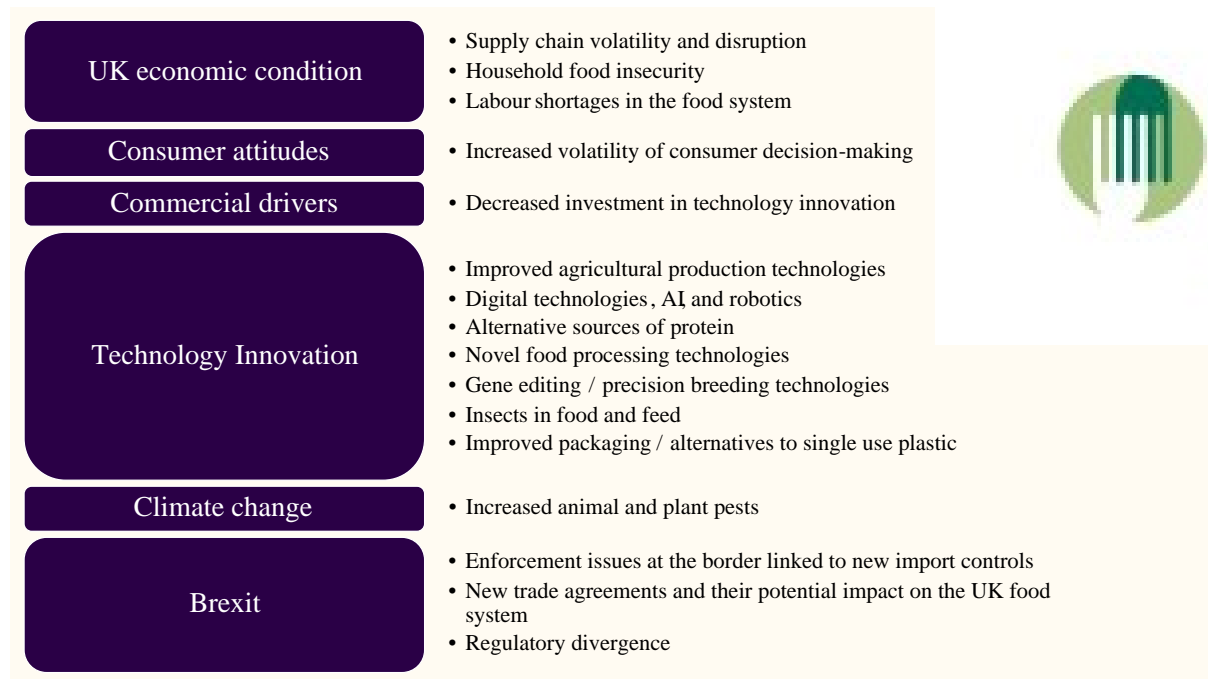 UK economic condition
• Supply chain volatility and disruption
• Household food insecurity
• Labour shortages in the food system
Consumer attitudes
• Increased volatility of consumer decision-making
Commercial drivers
• Decreased investment in technology innovation
Technology Innovation
• Improved agricultural production technologies
• Digital technologies, AI, and robotics
• Alternative sources of protein
• Novel food processing technologies
• Gene editing / precision breeding technologies
• Insects in food and feed
• Improved packaging / alternatives to single use plastic
Climate change
• Increased animal and plant pests
Brexit
• Enforcement issues at the border linked to new import controls
• New trade agreements and their potential impact on the UK food
system
• Regulatory divergence